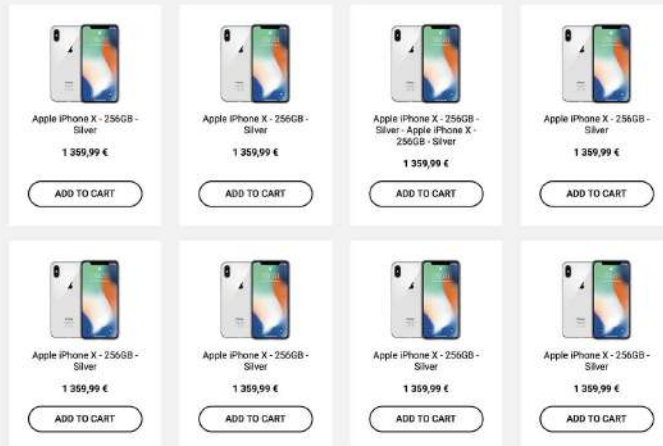 Apple iPhone X - 256GB -
Silver
1 359,99 €
ADD TO CART
Apple iPhone X - 256GB -
Silver
1 359,99 €
ADD TO CART
Apple iPhone X - 256GB -
Silver - Apple iPhone X -
256GB - Silver
1 359,99 €
ADD TO CART
Apple iPhone X - 256GB -
Silver
1 359,99 €
ADD TO CART
Apple iPhone X - 256GB -
Silver
1 359,99 €
ADD TO CART
Apple iPhone X - 256GB -
Silver
1 359,99 €
ADD TO CART
Apple iPhone X - 256GB -
Silver
1 359,99 €
ADD TO CART
Apple iPhone X - 256GB -
Silver
1 359,99 €
ADD TO CART